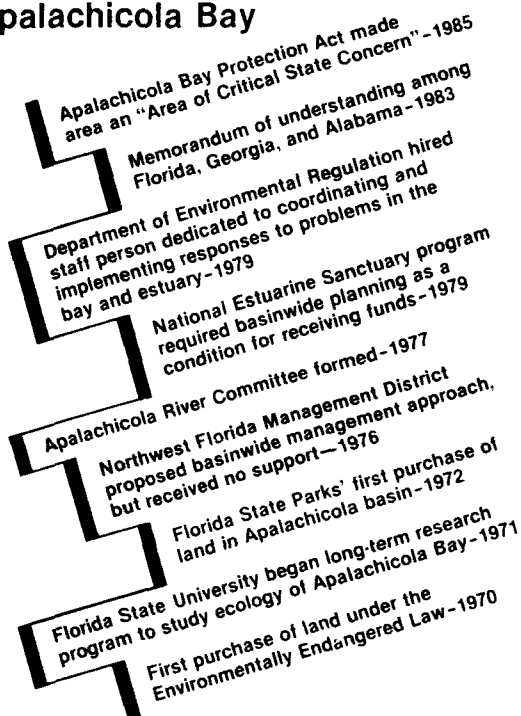 palachicola Bay
Apalachicola Bay Protection Act made
area an "Area of Critical State Concern"-1985
Memorandum of understanding among
Florida, Georgia, and Alabama-1983
Department of Environmental Regulation hired
staff person dedicated to coordinating and
implementing responses to problems in the
bay and estuary-1979
National Estuarine Sanctuary program
required basinwide planning as a
condition for receiving funds-1979
Apalachicola River Committee formed-1977
Northwest Florida Management District
proposed basinwide management approach,
but received no support—1976
Florida State Parks' first purchase of
land in Apalachicola basin-1972
Florida State University began long-term research
program to study ecology of Apalachicola Bay-1971
First purchase of land under the
Environmentally Endangered Law-1970